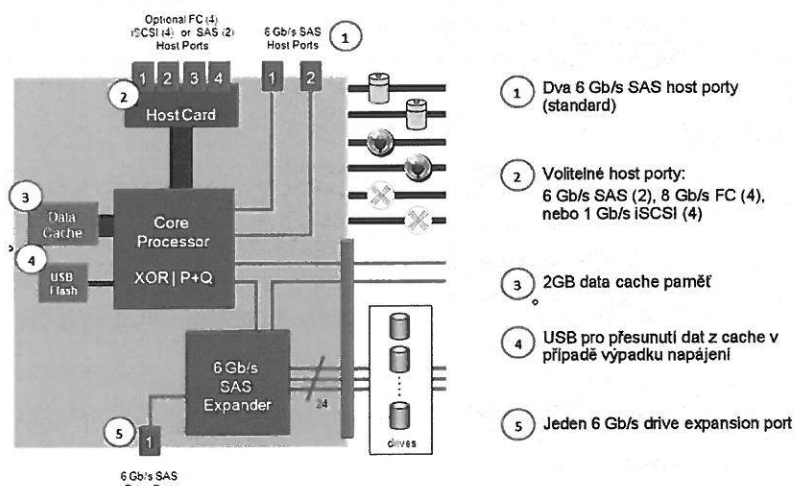 Optional FC (4)
iSCSI (4) or SAS (2)
Host Ports
6 Gb/s SAS
Host Ports
1
1 2 3 4
1 2
2
Host Card
3
Data
Cache
Core
Processor
XOR | P+Q
4
USB
Flash
6 Gb/s
SAS
Expander
24
drives
5
1
6 Gb/s SAS
1 Dva 6 Gb/s SAS host porty
(standard)
2 Volitelné host porty:
6 Gb/s SAS (2), 8 Gb/s FC (4),
nebo 1 Gb/s iSCSI (4)
3 2GB data cache paměť
4 USB pro přesunutí dat z cache v
případě výpadku napájení
5 Jeden 6 Gb/s drive expansion port